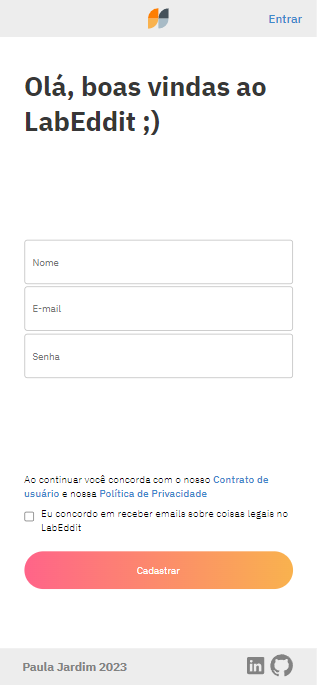 Entrar
Olá, boas vindas ao
LabEddit ;)
Nome
E-mail
Senha
Ao continuar você concorda com o nosso Contrato de
usuário e nossa Política de Privacidade
Eu concordo em receber emails sobre coisas legais no
LabEddit
Cadastrar
Paula Jardim 2023
in